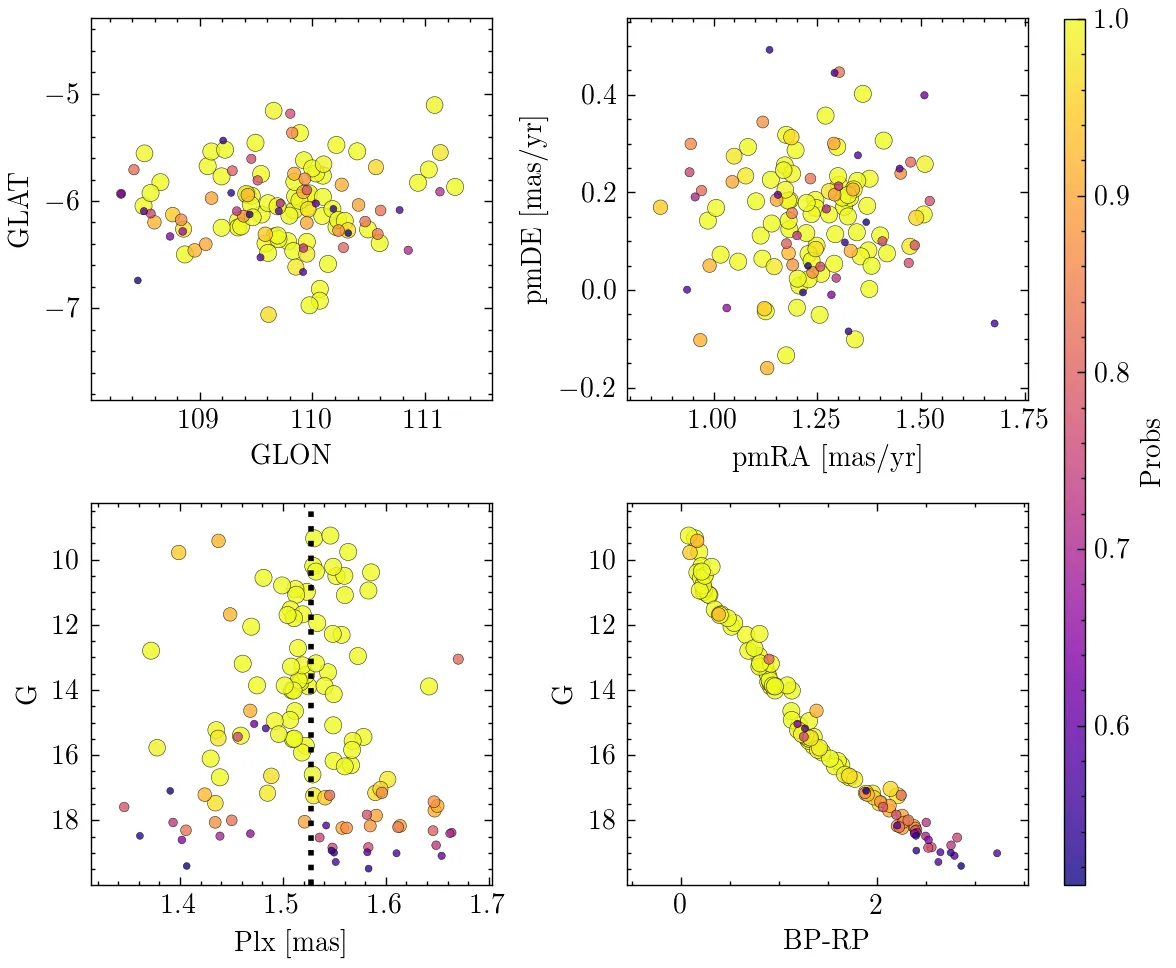 −5
−6
−7
GLAT
109 110 111
GLON
0.4
0.2
0.0
−0.2
pmDE [mas/yr]
1.00 1.25 1.50 1.75
pmRA [mas/yr]
10
12
14
16
18
G
1.4 1.5 1.6 1.7
Plx [mas]
10
12
14
16
18
G
0 2
BP-RP
1.0
0.9
0.8
0.7
0.6
Probs